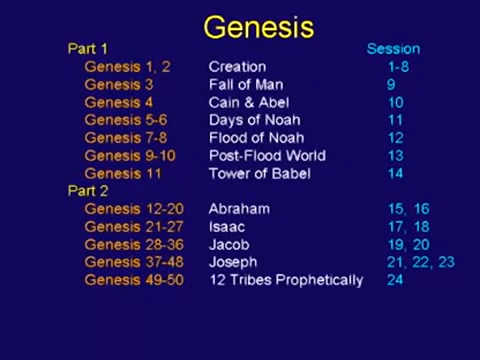 Genesis
Part 1 Session
Genesis 1, 2 Creation 1-8
Genesis 3 Fall of Man 9
Genesis 4 Cain & Abel 10
Genesis 5-6 Days of Noah 11
Genesis 7-8 Flood of Noah 12
Genesis 9-10 Post-Flood World 13
Genesis 11 Tower of Babel 14
Part 2
Genesis 12-20 Abraham 15, 16
Genesis 21-27 Isaac 17, 18
Genesis 28-36 Jacob 19, 20
Genesis 37-48 Joseph 21, 22, 23
Genesis 49-50 12 Tribes Prophetically 24